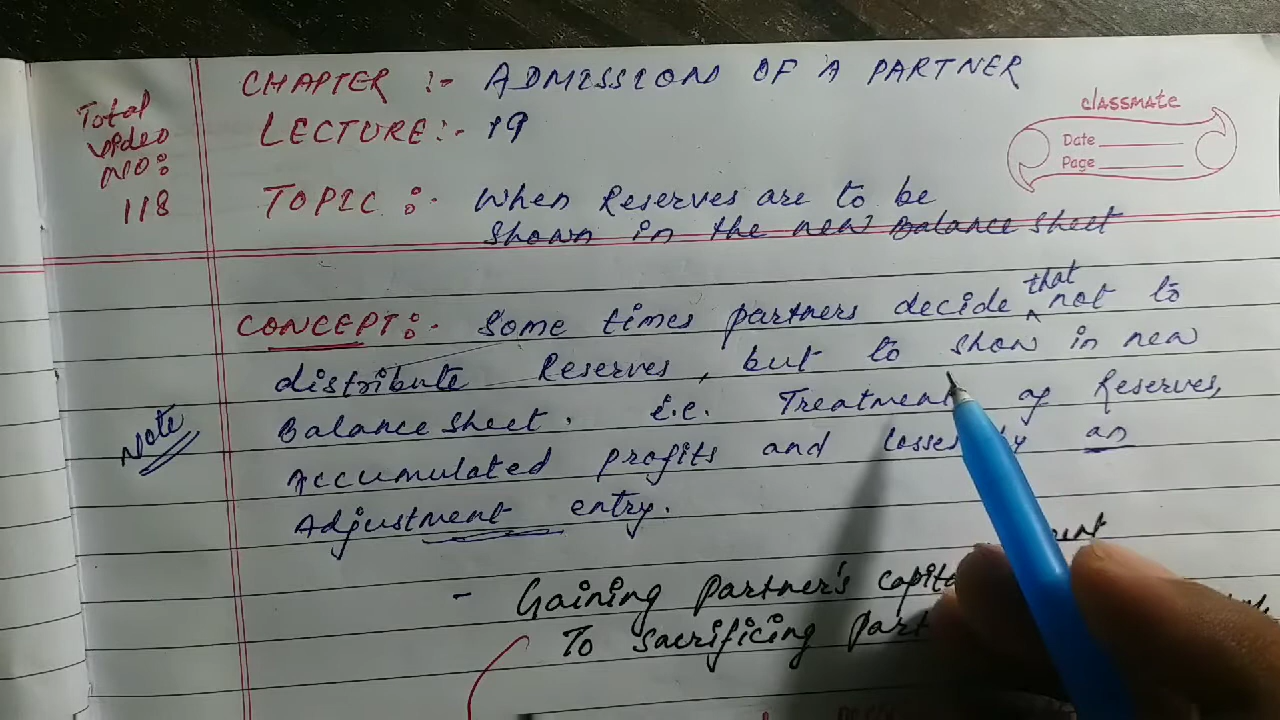 CHAPTER :- ADMISSION OF A PARTNER
LECTURE :- 19
Total
video
NO:
118
classmate
Date
Page
TOPIC :- When Reserves are to be
shown in the new Balance sheet
CONCEPT :- Some times partners decide that not to
distribute Reserves, but to show in new
Balance sheet. i.e. Treatment of Reserves,
Note
Accumulated profits and losses by an
Adjustment entry.
- Gaining Partner's
To Sacrificing